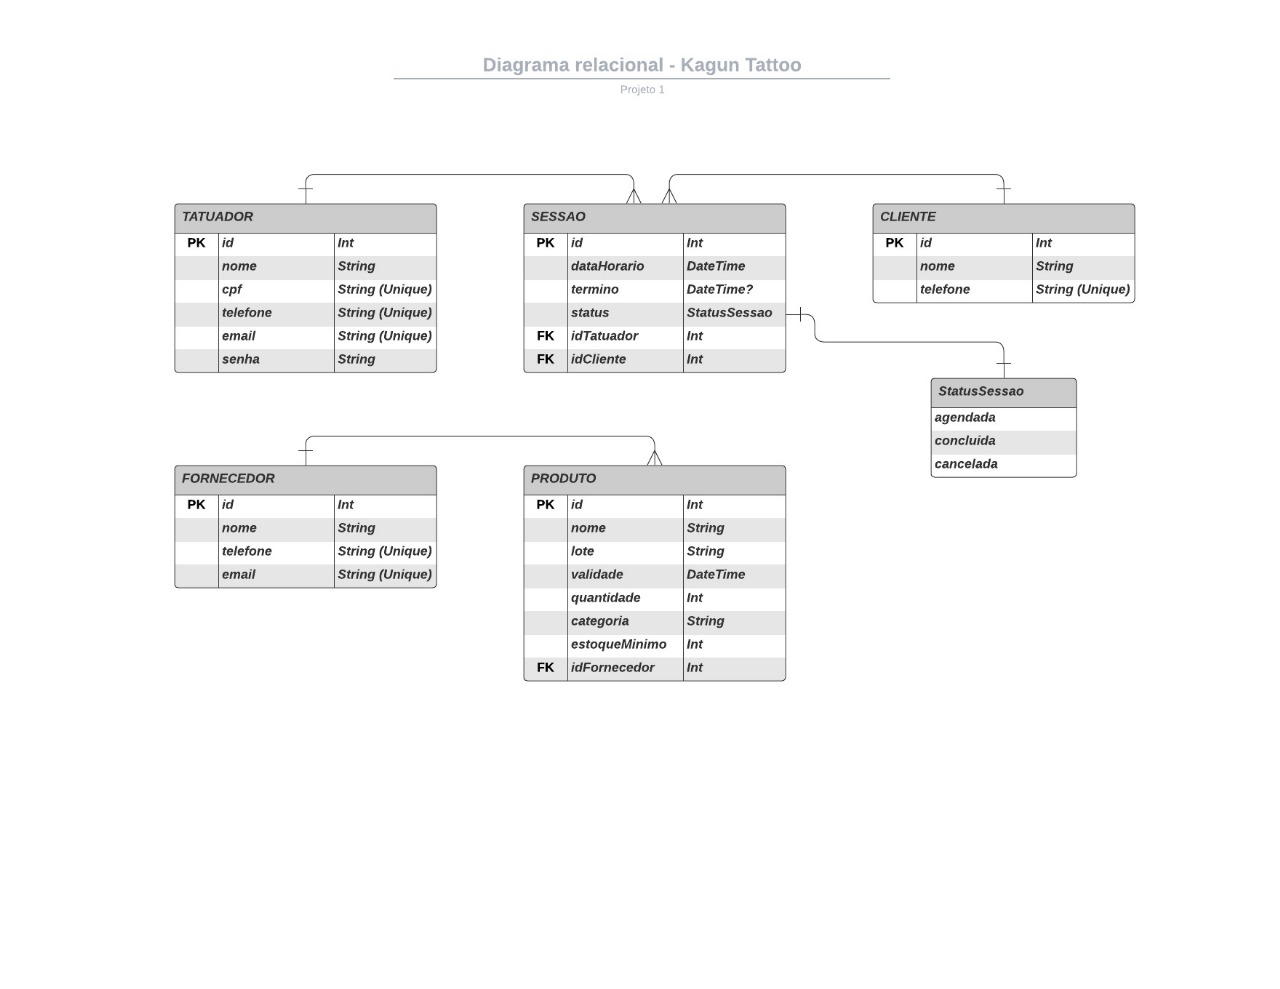 Diagrama relacional - Kagun Tattoo
Projeto 1
TATUADOR
PK id Int
nome String
cpf String (Unique)
telefone String (Unique)
email String (Unique)
senha String
SESSAO
PK id Int
dataHorario DateTime
termino DateTime?
status StatusSessao
FK idTatuador Int
FK idCliente Int
CLIENTE
PK id Int
nome String
telefone String (Unique)
StatusSessao
agendada
concluida
cancelada
FORNECEDOR
PK id Int
nome String
telefone String (Unique)
email String (Unique)
PRODUTO
PK id Int
nome String
lote String
validade DateTime
quantidade Int
categoria String
estoqueMinimo Int
FK idFornecedor Int